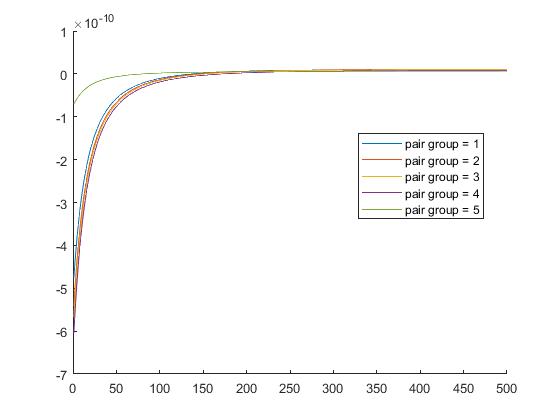 ×10-10
1
0
-1
-2
-3
-4
-5
-6
-7
0 50 100 150 200 250 300 350 400 450 500
pair group = 1
pair group = 2
pair group = 3
pair group = 4
pair group = 5